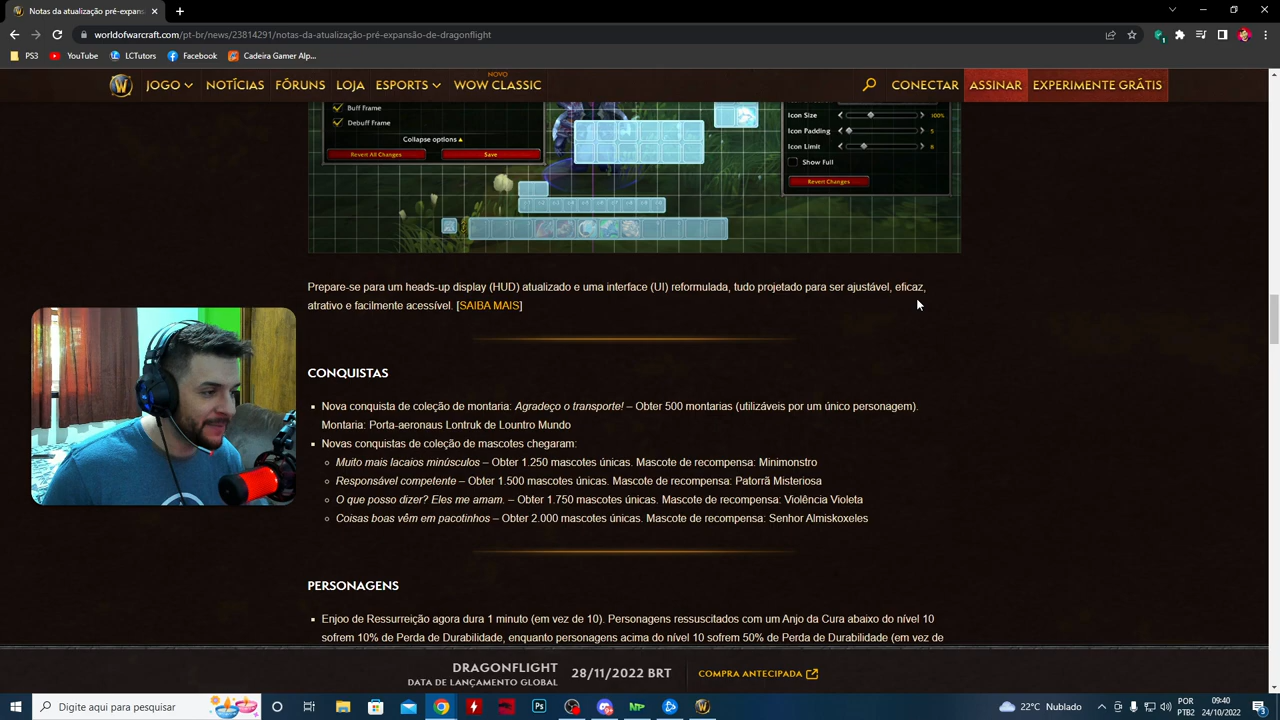 Notas da atualização pré-expans
worldofwarcraft.com/pt-br/news/23814291/notas-da-atualização-pré-expansão-de-dragonflight
PS3 YouTube LCTutors Facebook Cadeira Gamer Alp...
JOGO NOTÍCIAS FÓRUNS LOJA ESPORTS NOVO WOW CLASSIC CONECTAR ASSINAR EXPERIMENTE GRÁTIS
Buff Frame
Debuff Frame
Collapse options
Revert All Changes Save
Icon Size 100%
Icon Padding 5
Icon Limit 8
Show Full
Revert Changes
Prepare-se para um heads-up display (HUD) atualizado e uma interface (UI) reformulada, tudo projetado para ser ajustável, eficaz,
atrativo e facilmente acessível. [SAIBA MAIS]
CONQUISTAS
Nova conquista de coleção de montaria: Agradeço o transporte! – Obter 500 montarias (utilizáveis por um único personagem).
Montaria: Porta-aeronaus Lontruk de Lountro Mundo
Novas conquistas de coleção de mascotes chegaram:
Muito mais lacaios minúsculos – Obter 1.250 mascotes únicas. Mascote de recompensa: Minimonstro
Responsável competente – Obter 1.500 mascotes únicas. Mascote de recompensa: Patorrã Misteriosa
O que posso dizer? Eles me amam. – Obter 1.750 mascotes únicas. Mascote de recompensa: Violência Violeta
Coisas boas vêm em pacotinhos – Obter 2.000 mascotes únicas. Mascote de recompensa: Senhor Almiskoxeles
PERSONAGENS
Enjoo de Ressurreição agora dura 1 minuto (em vez de 10). Personagens ressuscitados com um Anjo da Cura abaixo do nível 10
sofrem 10% de Perda de Durabilidade, enquanto personagens acima do nível 10 sofrem 50% de Perda de Durabilidade (em vez de
DRAGONFLIGHT
DATA DE LANÇAMENTO GLOBAL
28/11/2022 BRT
COMPRA ANTECIPADA
Digite aqui para pesquisar
22°C Nublado
POR
PTB2
09:40
24/10/2022